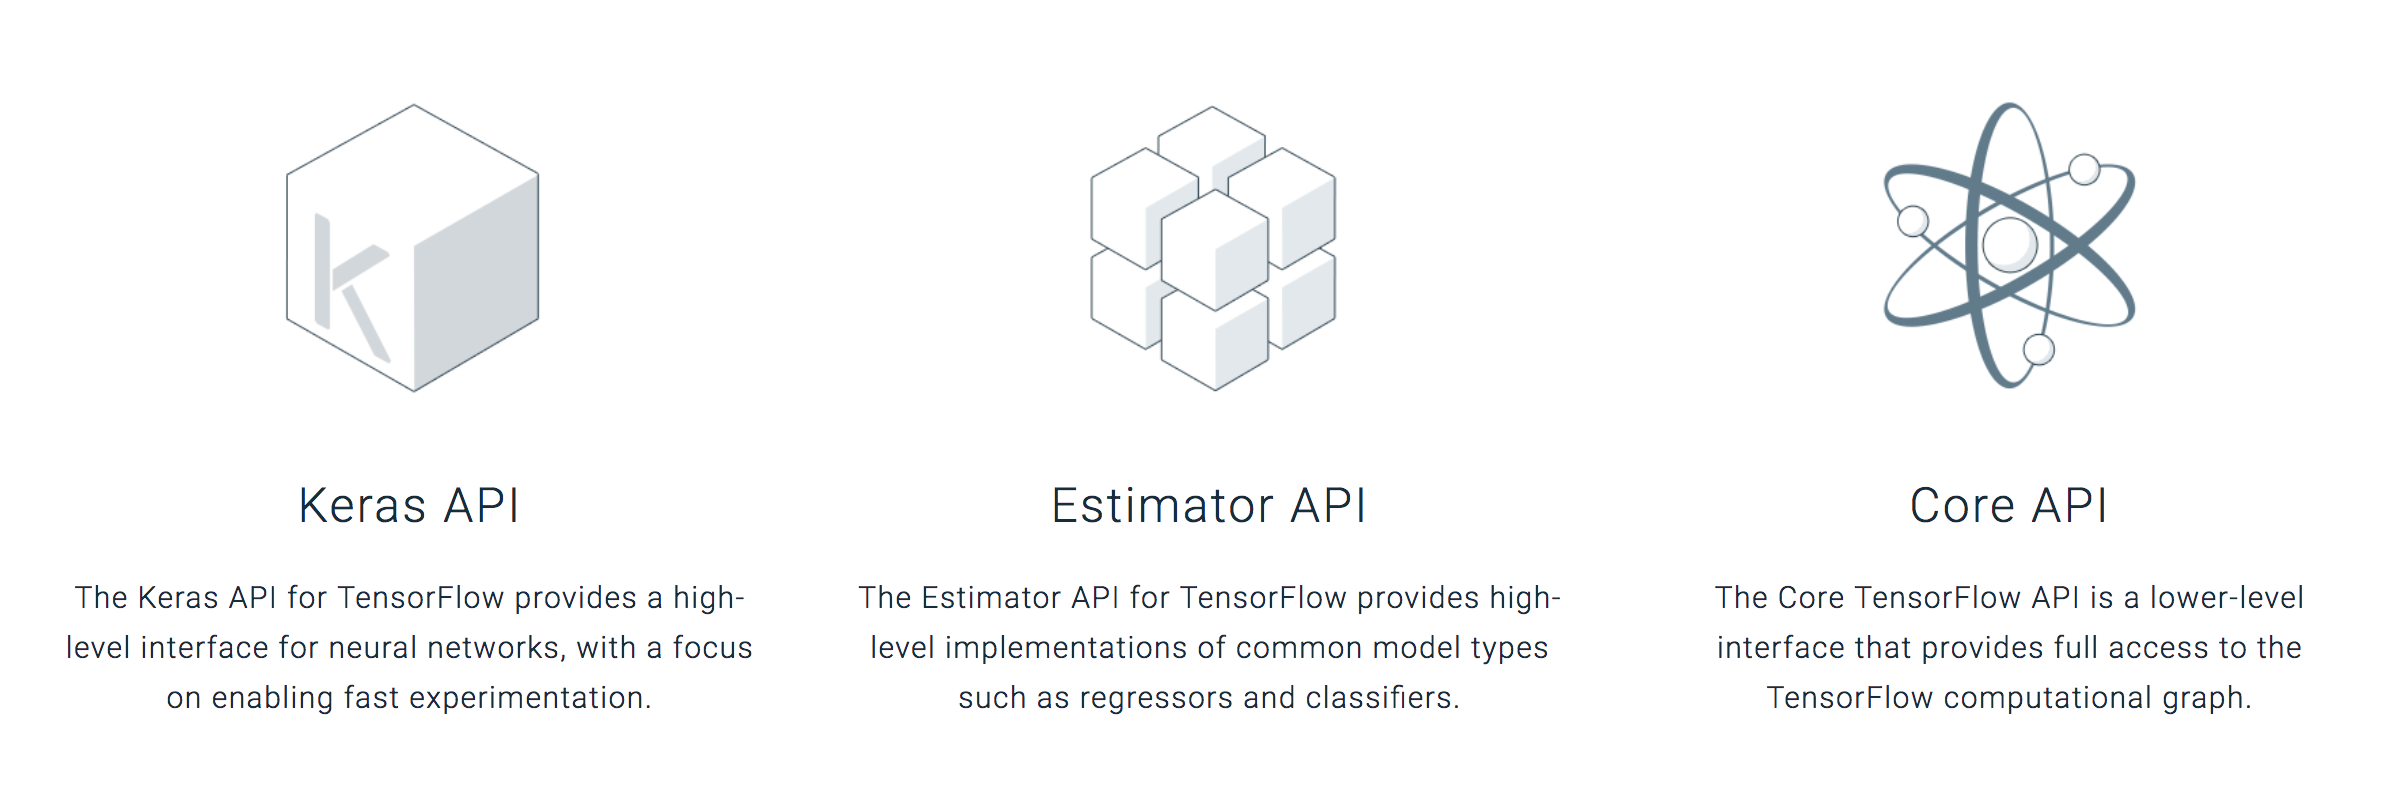 k
Keras API
The Keras API for TensorFlow provides a high-
level interface for neural networks, with a focus
on enabling fast experimentation.
Estimator API
The Estimator API for TensorFlow provides high-
level implementations of common model types
such as regressors and classifiers.
Core API
The Core TensorFlow API is a lower-level
interface that provides full access to the
TensorFlow computational graph.